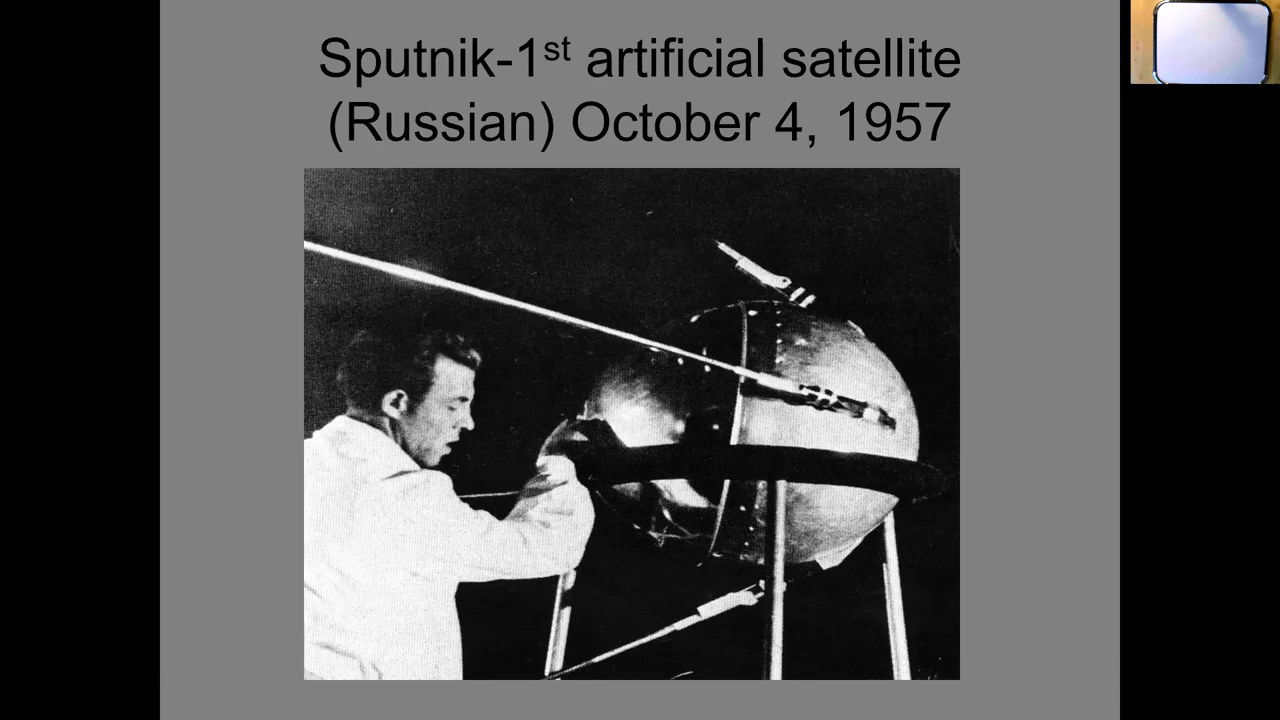 Sputnik-1st artificial satellite
(Russian) October 4, 1957